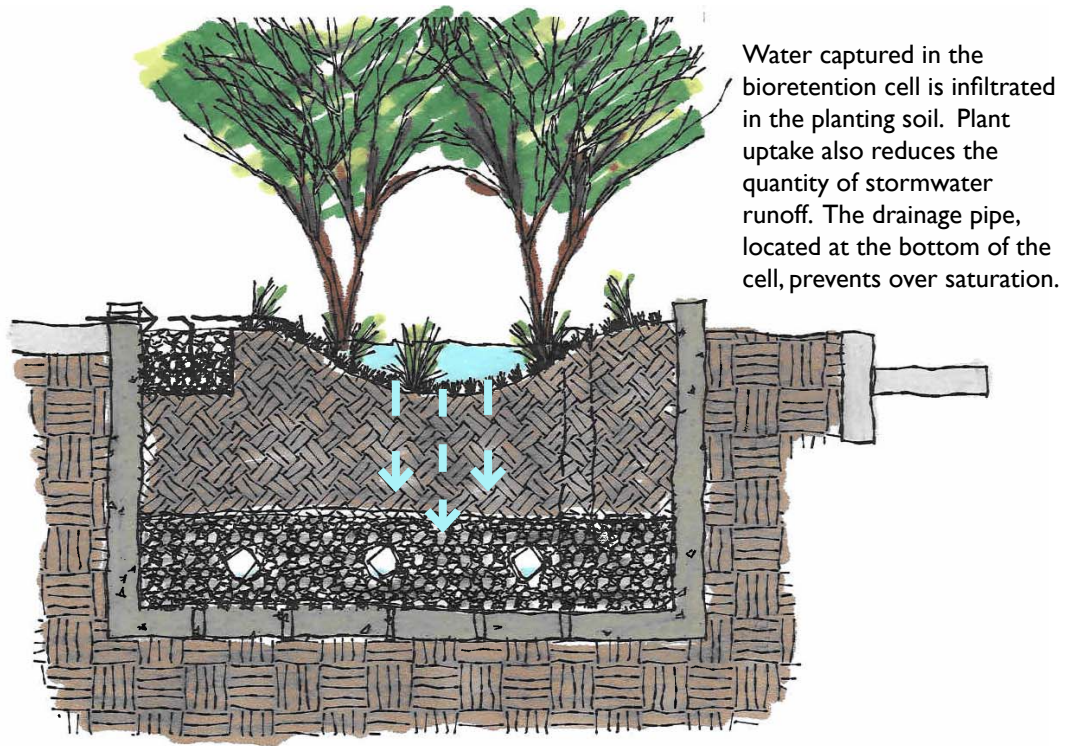 Water captured in the
bioretention cell is infiltrated
in the planting soil.  Plant
uptake also reduces the
quantity of stormwater
runoff.  The drainage pipe,
located at the bottom of the
cell, prevents over saturation.